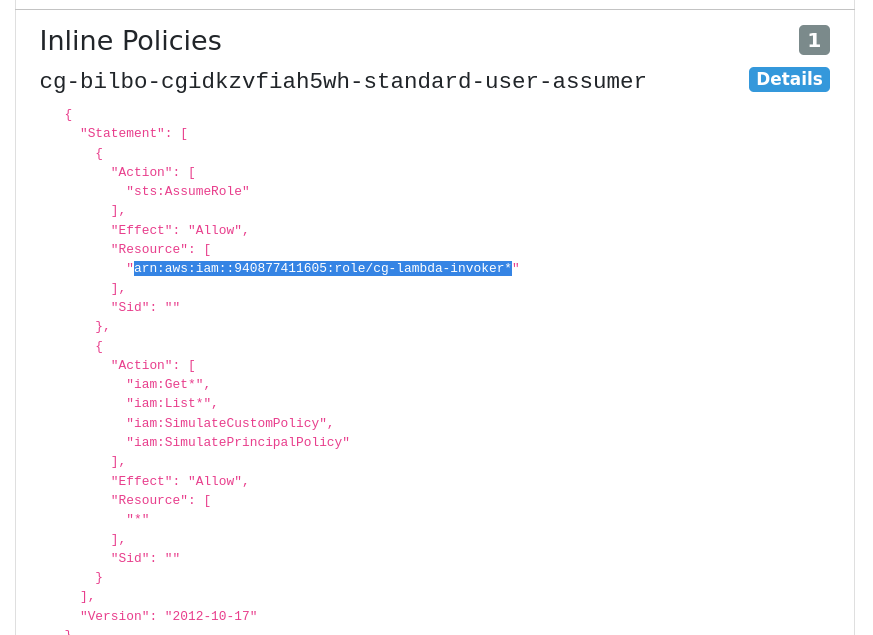 Inline Policies 1
cg-bilbo-cgidkzvfiah5wh-standard-user-assumer Details
{
"Statement": [
{
"Action": [
"sts:AssumeRole"
],
"Effect": "Allow",
"Resource": [
"arn:aws:iam::940877411605:role/cg-lambda-invoker*"
],
"Sid": ""
},
{
"Action": [
"iam:Get*",
"iam:List*",
"iam:SimulateCustomPolicy",
"iam:SimulatePrincipalPolicy"
],
"Effect": "Allow",
"Resource": [
"*"
],
"Sid": ""
}
],
"Version": "2012-10-17"
}